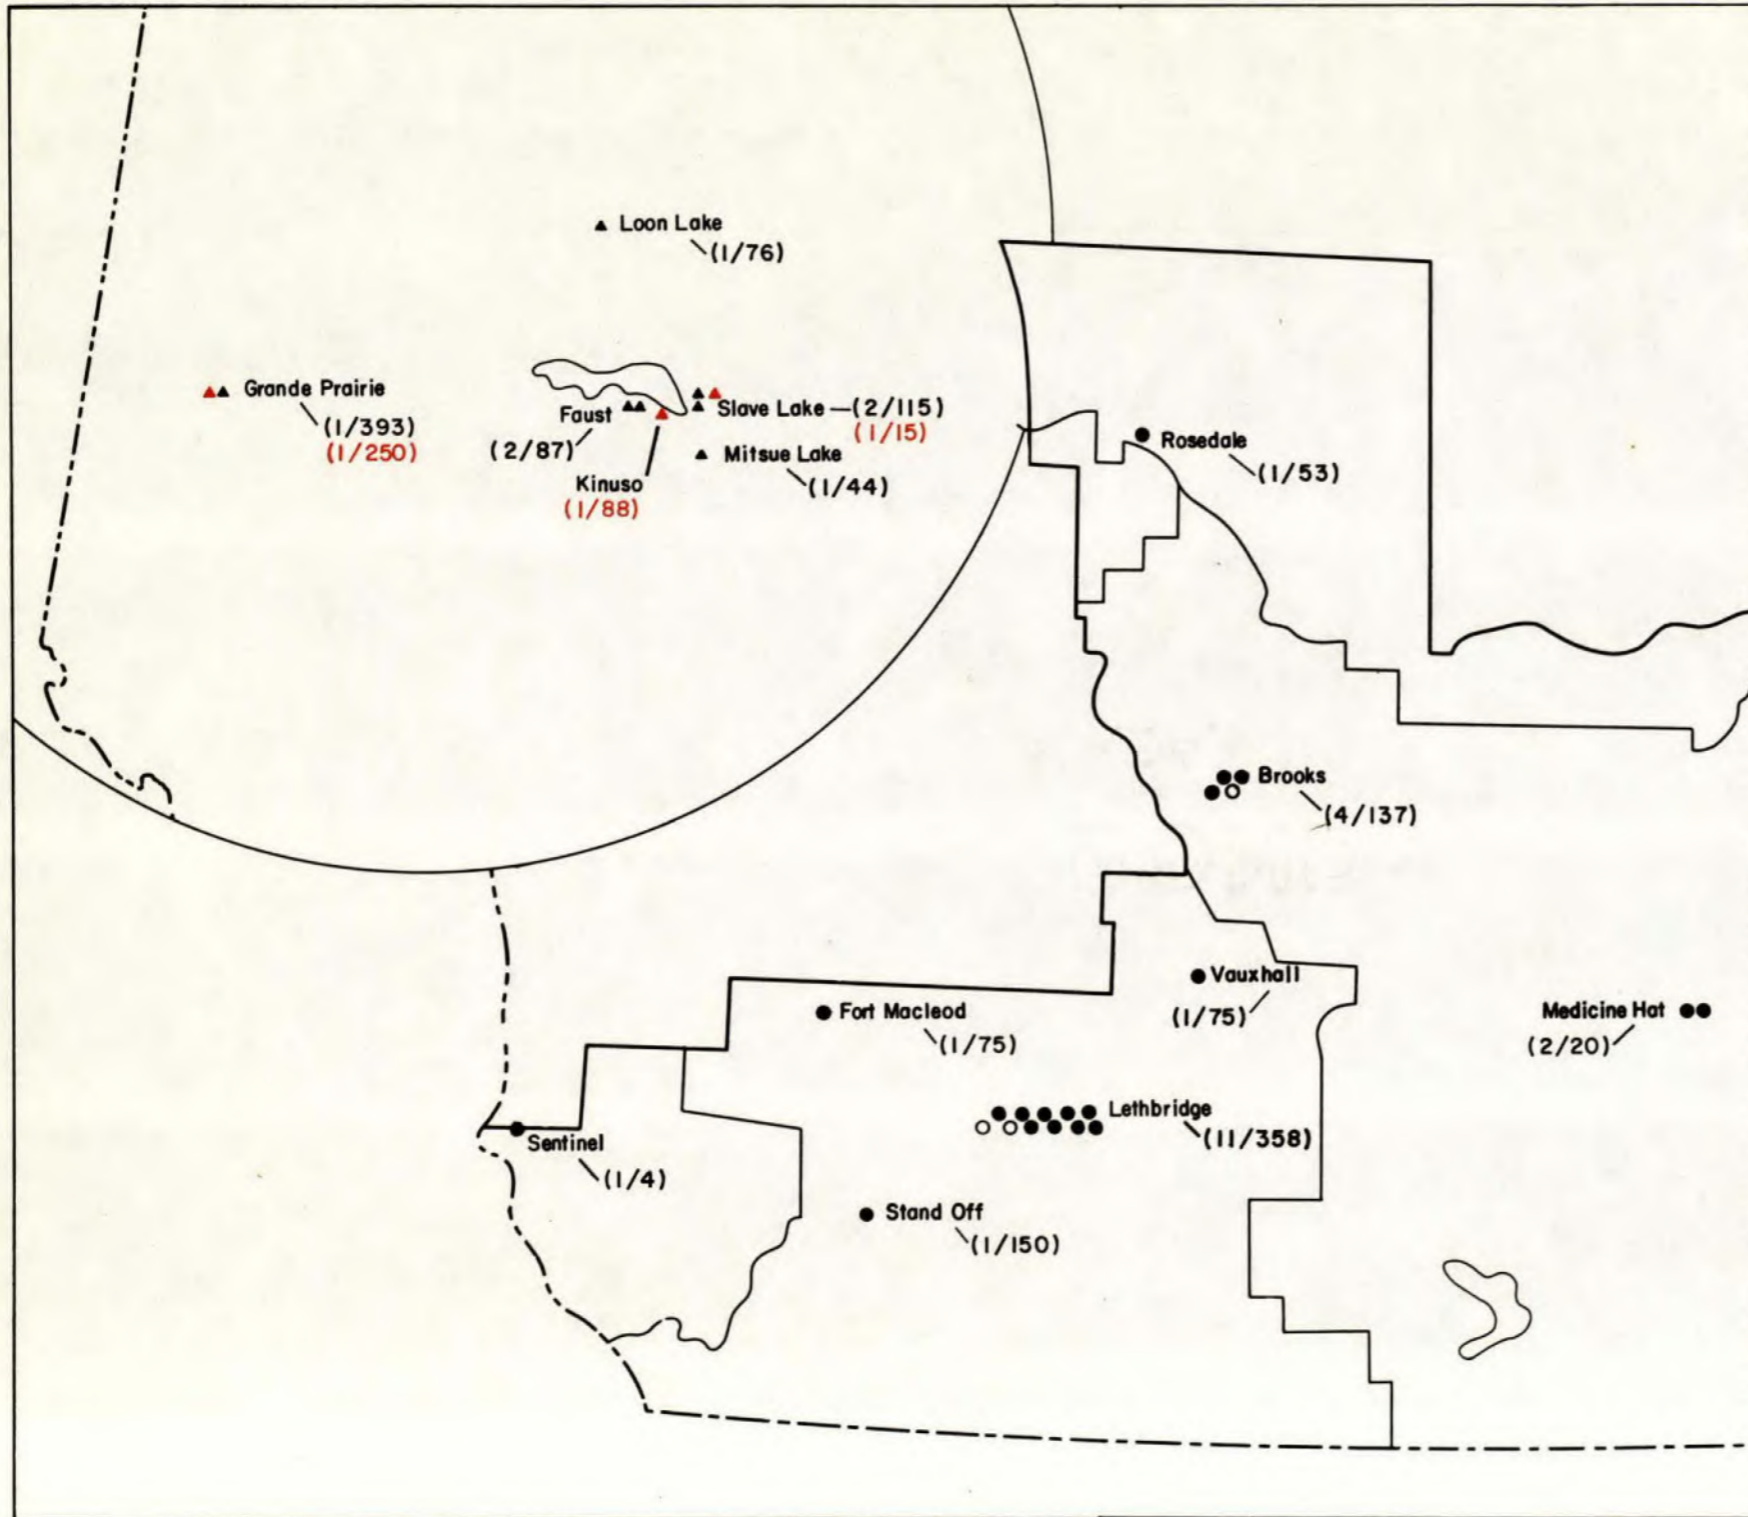 Loon Lake
(1/76)
Grande Prairie
(1/393)
(1/250)
Faust
(2/87)
Slave Lake
(2/115)
(1/15)
Mitsue Lake
(1/44)
Kinuso
(1/88)
Rosedale
(1/53)
Brooks
(4/137)
Vauxhall
(1/75)
Fort Macleod
(1/75)
Medicine Hat
(2/20)
Lethbridge
(11/358)
Sentinel
(1/4)
Stand Off
(1/150)